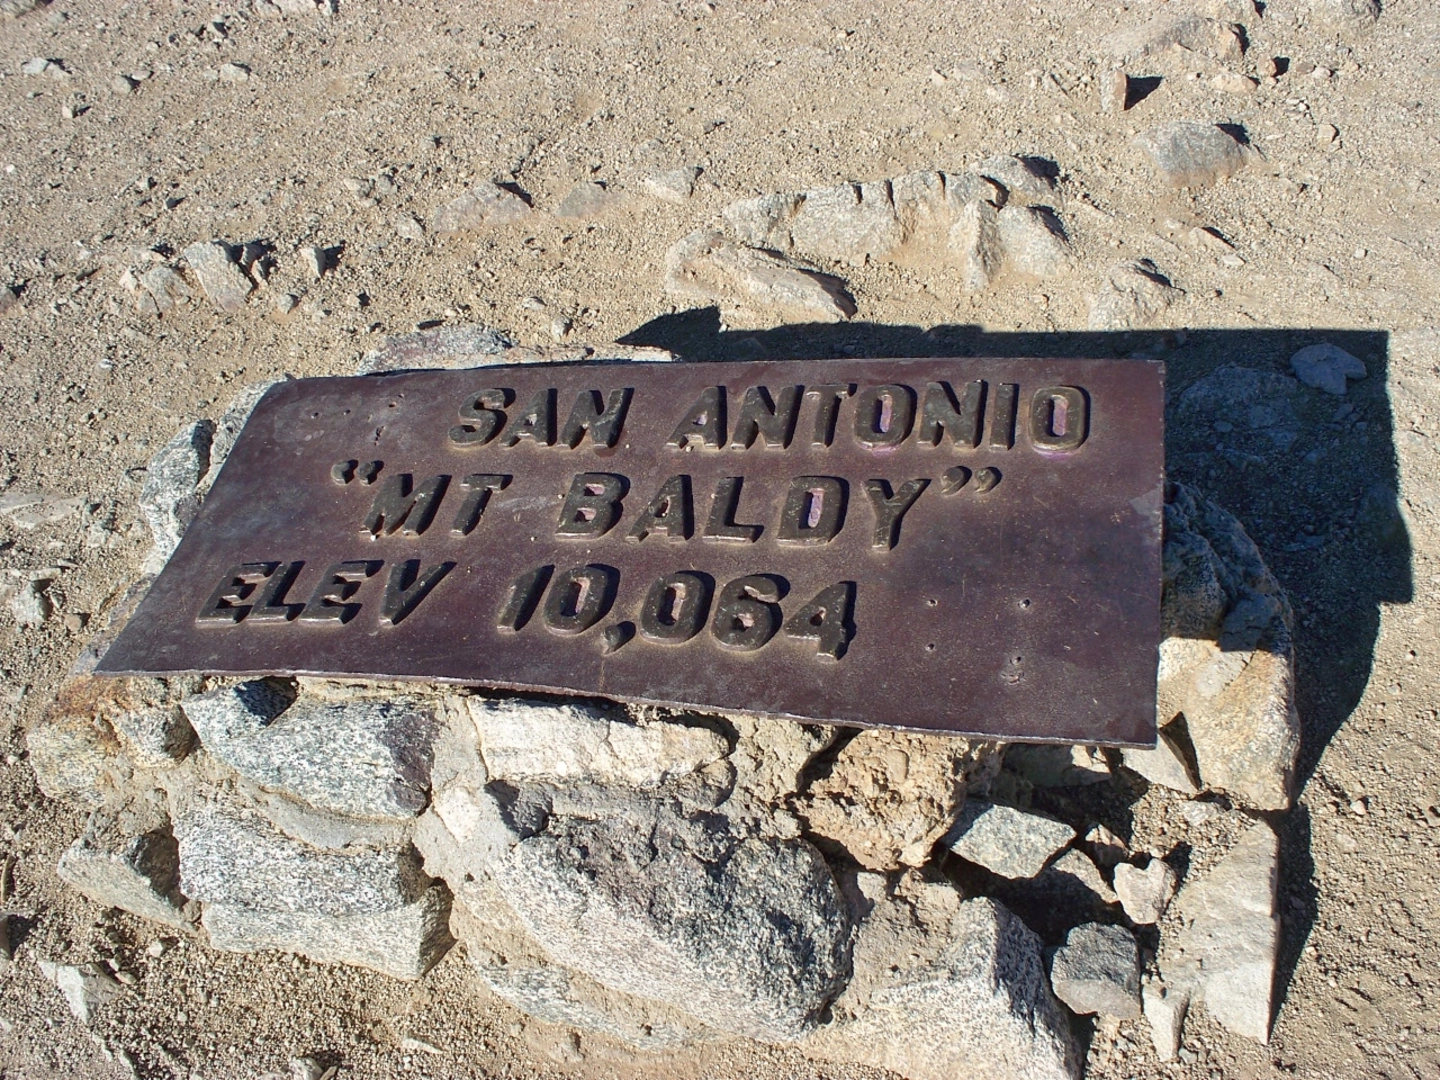 SAN ANTONIO
“MT BALDY”
ELEV 10,064